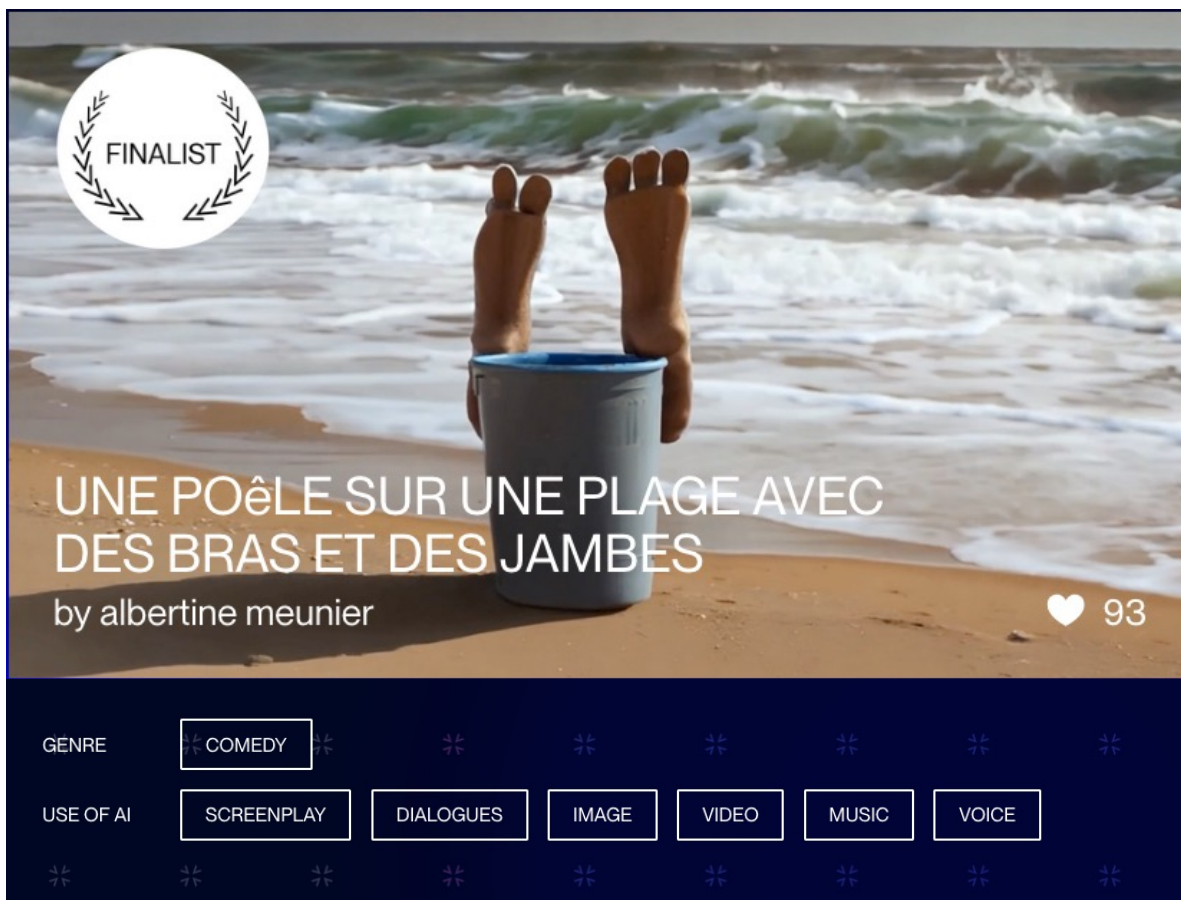 FINALIST
UNE POêLE SUR UNE PLAGE AVEC
DES BRAS ET DES JAMBES
by albertine meunier
93
GENRE COMEDY
USE OF AI SCREENPLAY DIALOGUES IMAGE VIDEO MUSIC VOICE